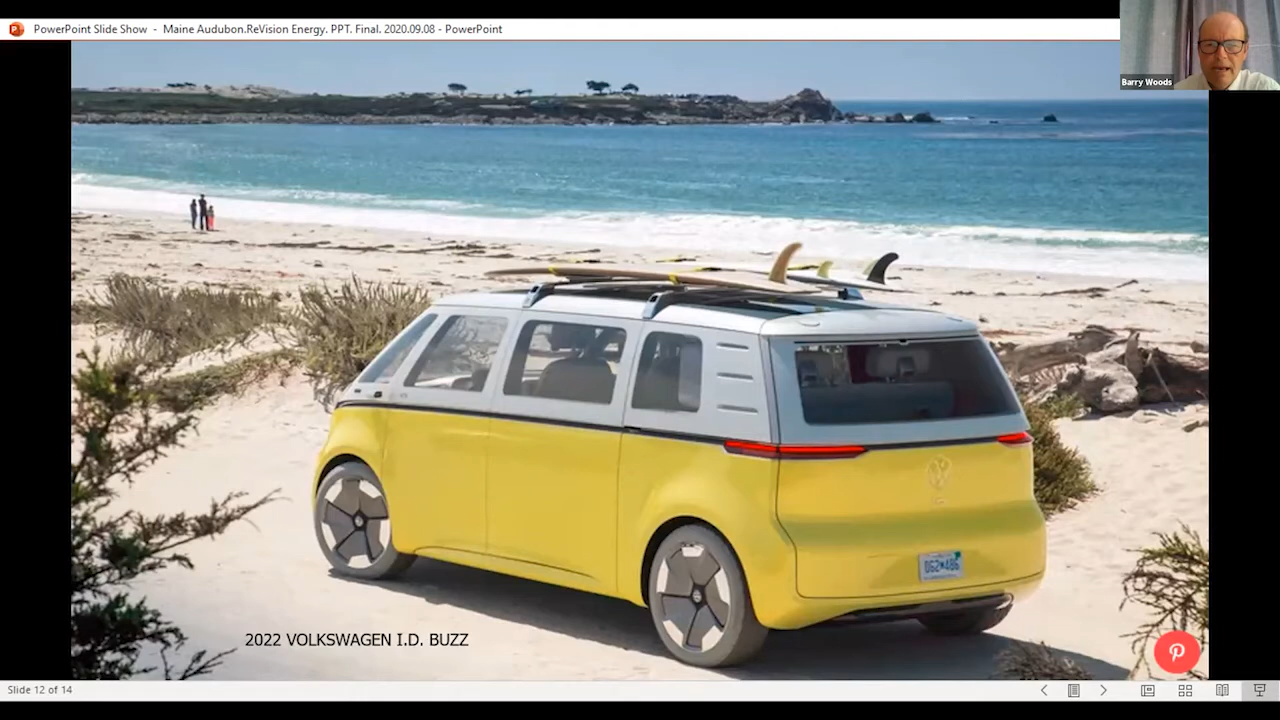 PowerPoint Slide Show - Maine Audubon.ReVision Energy. PPT. Final. 2020.09.08 - PowerPoint
Barry Woods
2022 VOLKSWAGEN I.D. BUZZ
Slide 12 of 14